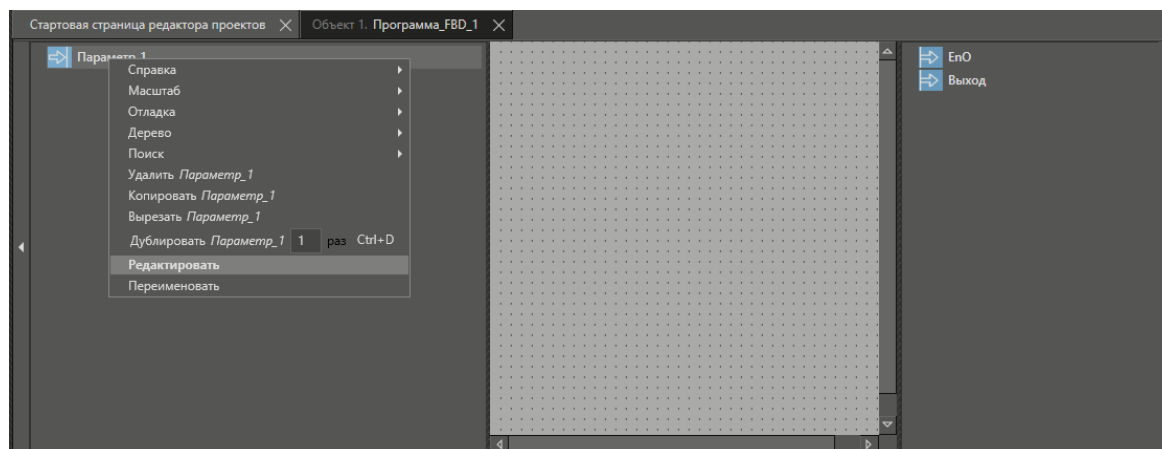 Стартовая страница редактора проектов
Объект 1. Программа_FBD_1
Параметр_1
Справка
Масштаб
Отладка
Дерево
Поиск
Удалить Параметр_1
Копировать Параметр_1
Вырезать Параметр_1
Дублировать Параметр_1 1 раз Ctrl+D
Редактировать
Переименовать
EnO
Выход